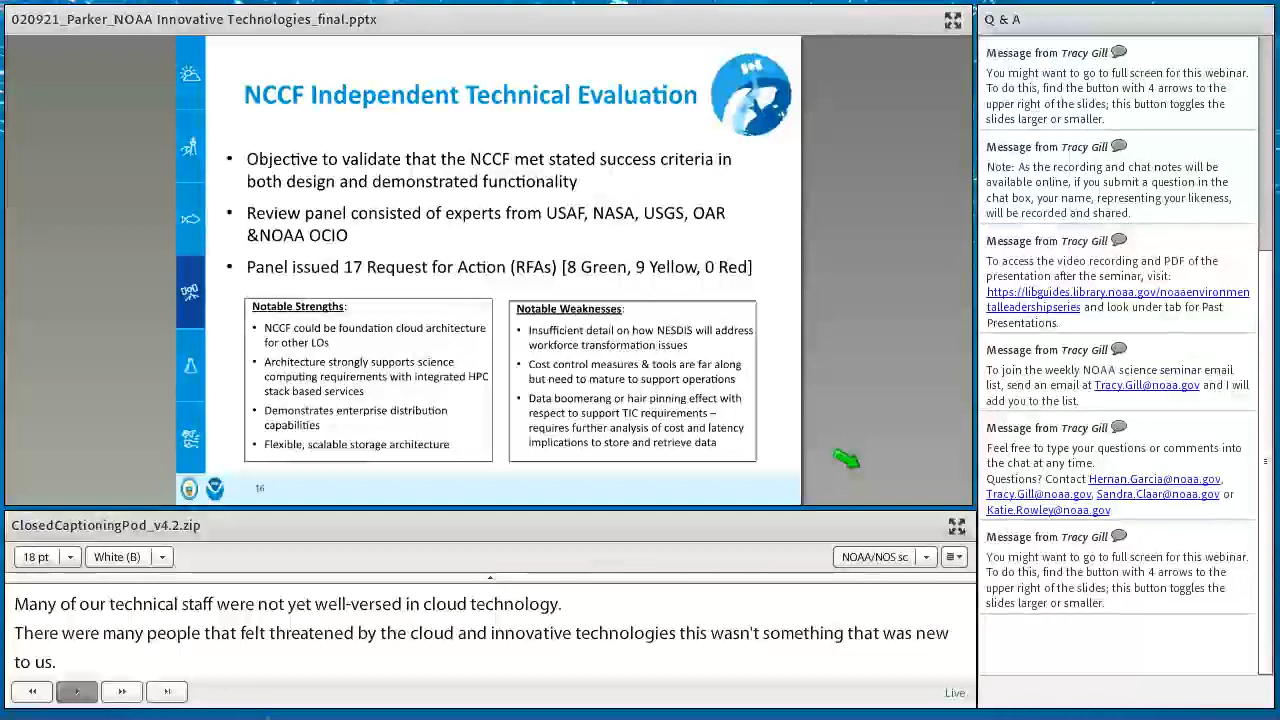 020921_Parker_NOAA Innovative Technologies_final.pptx
NCCF Independent Technical Evaluation
• Objective to validate that the NCCF met stated success criteria in
both design and demonstrated functionality
• Review panel consisted of experts from USAF, NASA, USGS, OAR
&NOAA OCIO
• Panel issued 17 Request for Action (RFAs) [8 Green, 9 Yellow, 0 Red]
Notable Strengths:
• NCCF could be foundation cloud architecture
for other LOs
• Architecture strongly supports science
computing requirements with integrated HPC
stack based services
• Demonstrates enterprise distribution
capabilities
• Flexible, scalable storage architecture
Notable Weaknesses:
• Insufficient detail on how NESDIS will address
workforce transformation issues
• Cost control measures & tools are far along
but need to mature to support operations
• Data boomerang or hair pinning effect with
respect to support TIC requirements –
requires further analysis of cost and latency
implications to store and retrieve data
16
ClosedCaptioningPod_v4.2.zip
18 pt
White (B)
NOAA/NOS sc
Many of our technical staff were not yet well-versed in cloud technology.
There were many people that felt threatened by the cloud and innovative technologies this wasn't something that was new
to us.
Live
Q & A
Message from Tracy Gill
You might want to go to full screen for this webinar.
To do this, find the button with 4 arrows to the
upper right of the slides; this button toggles the
slides larger or smaller.
Message from Tracy Gill
Note: As the recording and chat notes will be
available online, if you submit a question in the
chat box, your name, representing your likeness,
will be recorded and shared.
Message from Tracy Gill
To access the video recording and PDF of the
presentation after the seminar, visit:
https://libguides.library.noaa.gov/noaaenvironmen
talleadershipseries and look under tab for Past
Presentations.
Message from Tracy Gill
To join the weekly NOAA science seminar email
list, send an email at Tracy.Gill@noaa.gov and I will
add you to the list.
Message from Tracy Gill
Feel free to type your questions or comments into
the chat at any time.
Questions? Contact Hernan.Garcia@noaa.gov,
Tracy.Gill@noaa.gov, Sandra.Claar@noaa.gov or
Katie.Rowley@noaa.gov
Message from Tracy Gill
You might want to go to full screen for this webinar.
To do this, find the button with 4 arrows to the
upper right of the slides; this button toggles the
slides larger or smaller.